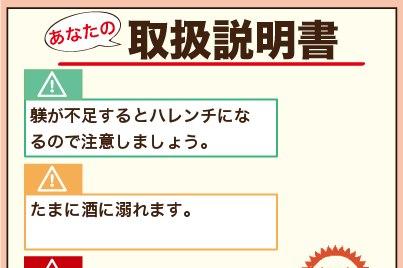 あなたの
取扱説明書
躾が不足するとハレンチにな
るので注意しましょう。
たまに酒に溺れます。